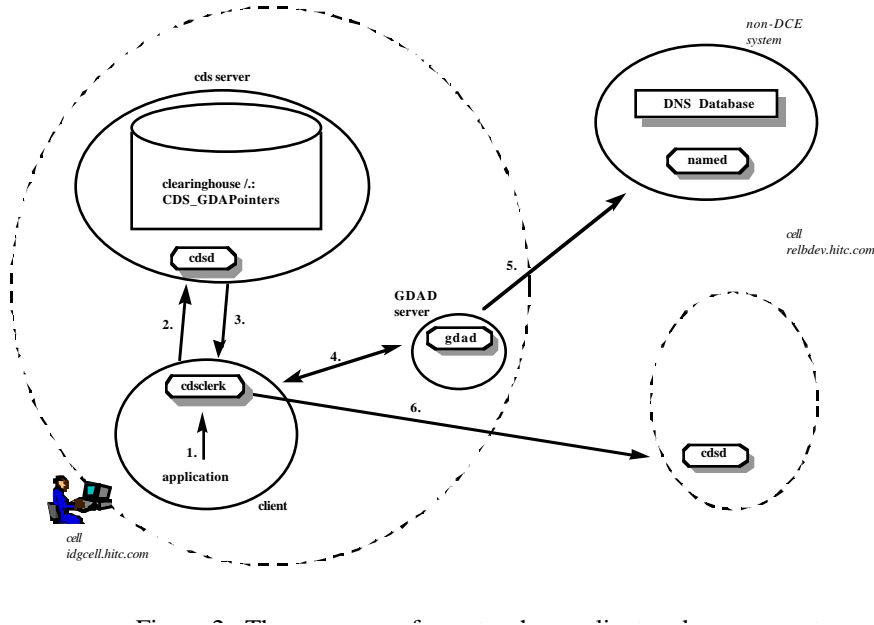 non-DCE
system
cds server
DNS Database
named
clearinghouse /.:
CDS_GDAPointers
cell
relbdev.hitc.com
cdsd
5.
GDAD
server
2.
3.
gdad
4.
cdsclerk
6.
1.
cdsd
application
client
cell
idgcell.hitc.com